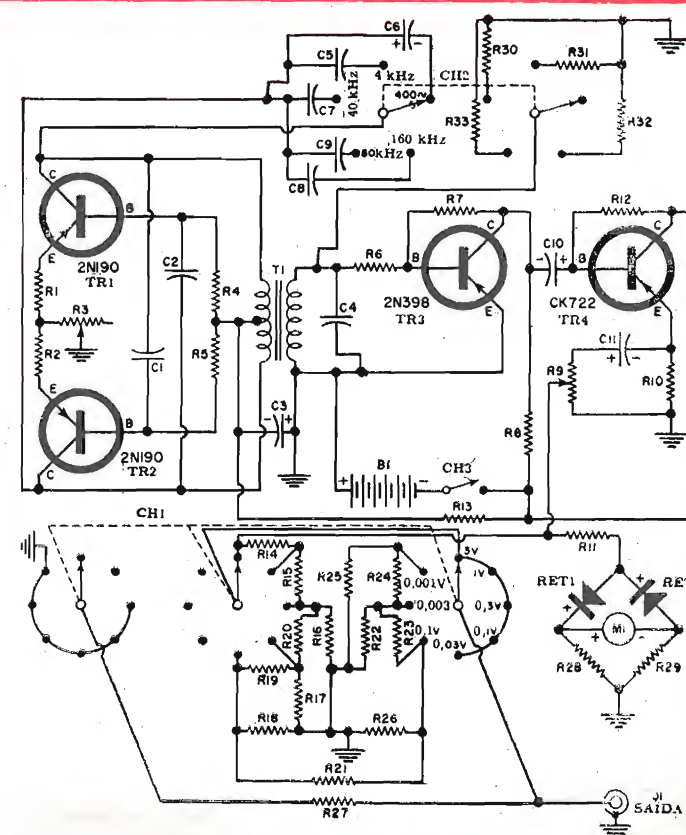 C6
+ -
C5
4 kHz
40 kHz
C7
400~
CH2
C9
80kHz
160 kHz
C8
R30
R31
R33
R32
C
B
E
2N190
TR1
R1
R3
R2
C2
R4
R5
C1
T1
C4
R6
R7
B
C
E
2N398
TR3
C10
- +
R12
B
C
E
CK722
TR4
C11
+ -
R9
R10
E
B
C
2N190
TR2
C3
- +
R8
B1
+ -
CH3
R13
CH1
R14
R15
R25
R24
0,001V
0,003
R20
R16
R22
R23
0,1V
0,03V
3V
1V
0,3V
0,1V
R11
RET1
RE
+
+
M1
+ -
R28
R29
R19
R17
R18
R26
R21
R27
J1
SAÍDA